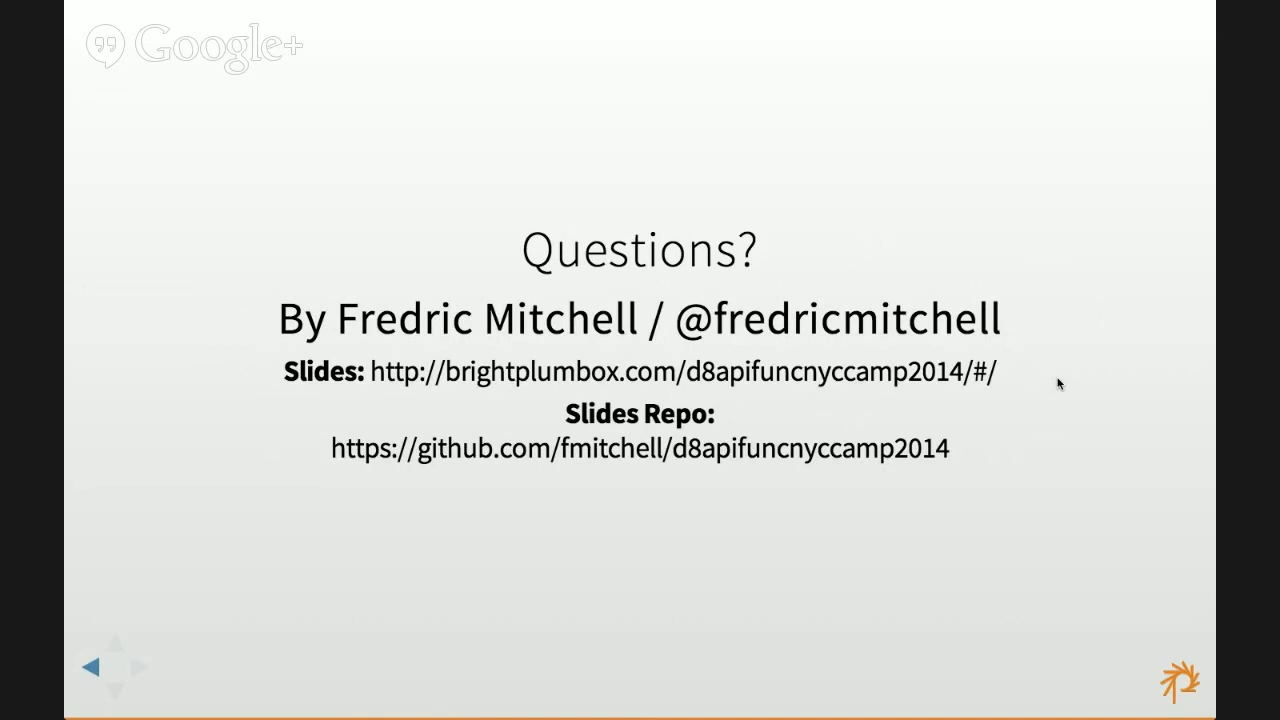 Google+
Questions?
By Fredric Mitchell / @fredricmitchell
Slides: http://brightplumbox.com/d8apifuncnyccamp2014/#/
Slides Repo:
https://github.com/fmitchell/d8apifuncnyccamp2014